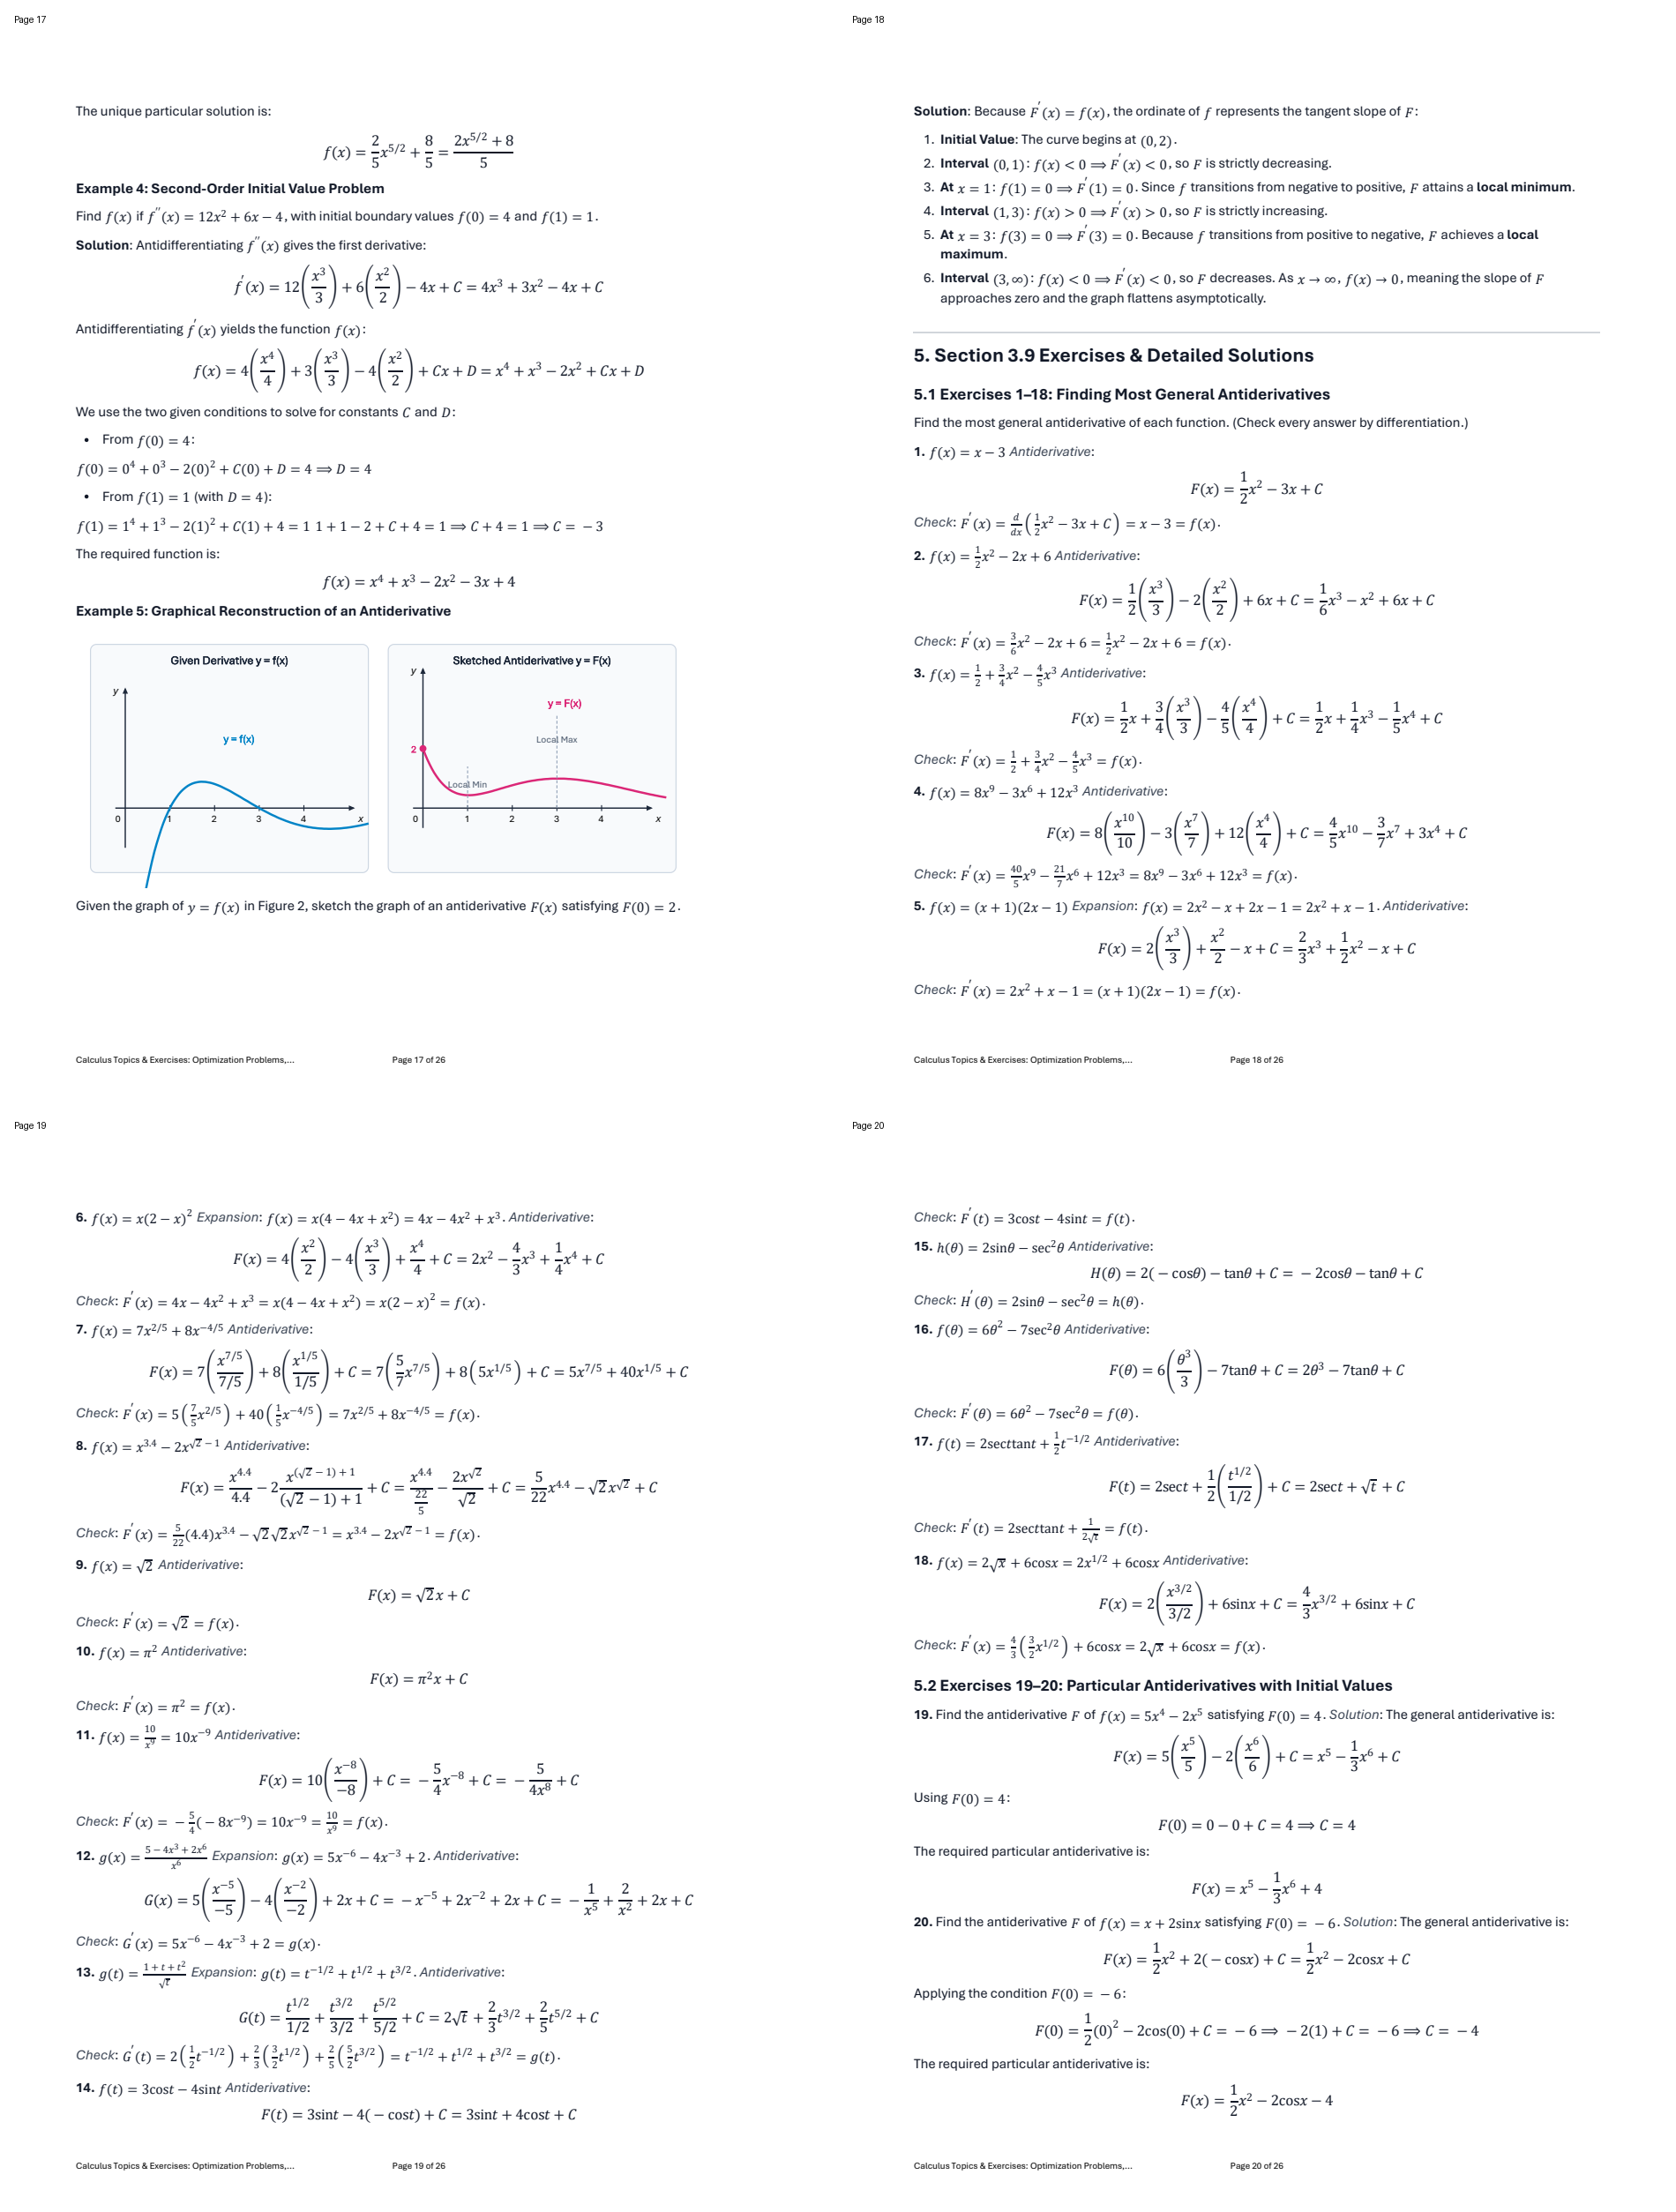 Page 17
The unique particular solution is:
f(x) = 2/5 x^{5/2} + 8/5 = (2x^{5/2} + 8)/5
Example 4: Second-Order Initial Value Problem
Find f(x) if f''(x) = 12x² + 6x − 4, with initial boundary values f(0) = 4 and f(1) = 1.
Solution: Antidifferentiating f''(x) gives the first derivative:
f'(x) = 12(x³/3) + 6(x²/2) − 4x + C = 4x³ + 3x² − 4x + C
Antidifferentiating f'(x) yields the function f(x):
f(x) = 4(x⁴/4) + 3(x³/3) − 4(x²/2) + Cx + D = x⁴ + x³ − 2x² + Cx + D
We use the two given conditions to solve for constants C and D:
• From f(0) = 4:
f(0) = 0⁴ + 0³ − 2(0)² + C(0) + D = 4 ⟹ D = 4
• From f(1) = 1 (with D = 4):
f(1) = 1⁴ + 1³ − 2(1)² + C(1) + 4 = 1 1 + 1 − 2 + C + 4 = 1 ⟹ C + 4 = 1 ⟹ C = − 3
The required function is:
f(x) = x⁴ + x³ − 2x² − 3x + 4
Example 5: Graphical Reconstruction of an Antiderivative
Given Derivative y = f(x)
y
y = f(x)
0 1 2 3 4 x
Sketched Antiderivative y = F(x)
y
y = F(x)
Local Max
2
Local Min
0 1 2 3 4 x
Given the graph of y = f(x) in Figure 2, sketch the graph of an antiderivative F(x) satisfying F(0) = 2.
Calculus Topics & Exercises: Optimization Problems,... Page 17 of 26
Page 18
Solution: Because F'(x) = f(x), the ordinate of f represents the tangent slope of F:
1. Initial Value: The curve begins at (0, 2).
2. Interval (0, 1): f(x) < 0 ⟹ F'(x) < 0, so F is strictly decreasing.
3. At x = 1: f(1) = 0 ⟹ F'(1) = 0. Since f transitions from negative to positive, F attains a local minimum.
4. Interval (1, 3): f(x) > 0 ⟹ F'(x) > 0, so F is strictly increasing.
5. At x = 3: f(3) = 0 ⟹ F'(3) = 0. Because f transitions from positive to negative, F achieves a local
maximum.
6. Interval (3, ∞): f(x) < 0 ⟹ F'(x) < 0, so F decreases. As x → ∞, f(x) → 0, meaning the slope of F
approaches zero and the graph flattens asymptotically.
5. Section 3.9 Exercises & Detailed Solutions
5.1 Exercises 1–18: Finding Most General Antiderivatives
Find the most general antiderivative of each function. (Check every answer by differentiation.)
1. f(x) = x − 3 Antiderivative:
F(x) = 1/2 x² − 3x + C
Check: F'(x) = d/dx (1/2 x² − 3x + C) = x − 3 = f(x).
2. f(x) = 1/2 x² − 2x + 6 Antiderivative:
F(x) = 1/2 (x³/3) − 2(x²/2) + 6x + C = 1/6 x³ − x² + 6x + C
Check: F'(x) = 3/6 x² − 2x + 6 = 1/2 x² − 2x + 6 = f(x).
3. f(x) = 1/2 + 3/4 x² − 4/5 x³ Antiderivative:
F(x) = 1/2 x + 3/4 (x³/3) − 4/5 (x⁴/4) + C = 1/2 x + 1/4 x³ − 1/5 x⁴ + C
Check: F'(x) = 1/2 + 3/4 x² − 4/5 x³ = f(x).
4. f(x) = 8x⁹ − 3x⁶ + 12x³ Antiderivative:
F(x) = 8(x¹⁰/10) − 3(x⁷/7) + 12(x⁴/4) + C = 4/5 x¹⁰ − 3/7 x⁷ + 3x⁴ + C
Check: F'(x) = 40/5 x⁹ − 21/7 x⁶ + 12x³ = 8x⁹ − 3x⁶ + 12x³ = f(x).
5. f(x) = (x + 1)(2x − 1) Expansion: f(x) = 2x² − x + 2x − 1 = 2x² + x − 1. Antiderivative:
F(x) = 2(x³/3) + x²/2 − x + C = 2/3 x³ + 1/2 x² − x + C
Check: F'(x) = 2x² + x − 1 = (x + 1)(2x − 1) = f(x).
Calculus Topics & Exercises: Optimization Problems,... Page 18 of 26
Page 19
6. f(x) = x(2 − x)² Expansion: f(x) = x(4 − 4x + x²) = 4x − 4x² + x³. Antiderivative:
F(x) = 4(x²/2) − 4(x³/3) + x⁴/4 + C = 2x² − 4/3 x³ + 1/4 x⁴ + C
Check: F'(x) = 4x − 4x² + x³ = x(4 − 4x + x²) = x(2 − x)² = f(x).
7. f(x) = 7x^{2/5} + 8x^{−4/5} Antiderivative:
F(x) = 7(x^{7/5}/(7/5)) + 8(x^{1/5}/(1/5)) + C = 7(5/7 x^{7/5}) + 8(5x^{1/5}) + C = 5x^{7/5} + 40x^{1/5} + C
Check: F'(x) = 5(7/5 x^{2/5}) + 40(1/5 x^{−4/5}) = 7x^{2/5} + 8x^{−4/5} = f(x).
8. f(x) = x^{3.4} − 2x^{√2 − 1} Antiderivative:
F(x) = x^{4.4}/4.4 − 2 x^{(√2 − 1) + 1}/((√2 − 1) + 1) + C = x^{4.4}/(22/5) − 2x^{√2}/√2 + C = 5/22 x^{4.4} − √2x^{√2} + C
Check: F'(x) = 5/22 (4.4)x^{3.4} − √2√2x^{√2 − 1} = x^{3.4} − 2x^{√2 − 1} = f(x).
9. f(x) = √2 Antiderivative:
F(x) = √2x + C
Check: F'(x) = √2 = f(x).
10. f(x) = π² Antiderivative:
F(x) = π²x + C
Check: F'(x) = π² = f(x).
11. f(x) = 10/x⁹ = 10x^{−9} Antiderivative:
F(x) = 10(x^{−8}/−8) + C = − 5/4 x^{−8} + C = − 5/(4x⁸) + C
Check: F'(x) = − 5/4 (− 8x^{−9}) = 10x^{−9} = 10/x⁹ = f(x).
12. g(x) = (5 − 4x³ + 2x⁶)/x⁶ Expansion: g(x) = 5x^{−6} − 4x^{−3} + 2. Antiderivative:
G(x) = 5(x^{−5}/−5) − 4(x^{−2}/−2) + 2x + C = − x^{−5} + 2x^{−2} + 2x + C = − 1/x⁵ + 2/x² + 2x + C
Check: G'(x) = 5x^{−6} − 4x^{−3} + 2 = g(x).
13. g(t) = (1 + t + t²)/√t Expansion: g(t) = t^{−1/2} + t^{1/2} + t^{3/2}. Antiderivative:
G(t) = t^{1/2}/(1/2) + t^{3/2}/(3/2) + t^{5/2}/(5/2) + C = 2√t + 2/3 t^{3/2} + 2/5 t^{5/2} + C
Check: G'(t) = 2(1/2 t^{−1/2}) + 2/3 (3/2 t^{1/2}) + 2/5 (5/2 t^{3/2}) = t^{−1/2} + t^{1/2} + t^{3/2} = g(t).
14. f(t) = 3cost − 4sint Antiderivative:
F(t) = 3sint − 4( − cost) + C = 3sint + 4cost + C
Calculus Topics & Exercises: Optimization Problems,... Page 19 of 26
Page 20
Check: F'(t) = 3cost − 4sint = f(t).
15. h(θ) = 2sinθ − sec²θ Antiderivative:
H(θ) = 2( − cosθ) − tanθ + C = − 2cosθ − tanθ + C
Check: H'(θ) = 2sinθ − sec²θ = h(θ).
16. f(θ) = 6θ² − 7sec²θ Antiderivative:
F(θ) = 6(θ³/3) − 7tanθ + C = 2θ³ − 7tanθ + C
Check: F'(θ) = 6θ² − 7sec²θ = f(θ).
17. f(t) = 2secttant + 1/2 t^{−1/2} Antiderivative:
F(t) = 2sect + 1/2 (t^{1/2}/(1/2)) + C = 2sect + √t + C
Check: F'(t) = 2secttant + 1/(2√t) = f(t).
18. f(x) = 2√x + 6cosx = 2x^{1/2} + 6cosx Antiderivative:
F(x) = 2(x^{3/2}/(3/2)) + 6sinx + C = 4/3 x^{3/2} + 6sinx + C
Check: F'(x) = 4/3 (3/2 x^{1/2}) + 6cosx = 2√x + 6cosx = f(x).
5.2 Exercises 19–20: Particular Antiderivatives with Initial Values
19. Find the antiderivative F of f(x) = 5x⁴ − 2x⁵ satisfying F(0) = 4. Solution: The general antiderivative is:
F(x) = 5(x⁵/5) − 2(x⁶/6) + C = x⁵ − 1/3 x⁶ + C
Using F(0) = 4:
F(0) = 0 − 0 + C = 4 ⟹ C = 4
The required particular antiderivative is:
F(x) = x⁵ − 1/3 x⁶ + 4
20. Find the antiderivative F of f(x) = x + 2sinx satisfying F(0) = − 6. Solution: The general antiderivative is:
F(x) = 1/2 x² + 2( − cosx) + C = 1/2 x² − 2cosx + C
Applying the condition F(0) = − 6:
F(0) = 1/2 (0)² − 2cos(0) + C = − 6 ⟹ − 2(1) + C = − 6 ⟹ C = − 4
The required particular antiderivative is:
F(x) = 1/2 x² − 2cosx − 4
Calculus Topics & Exercises: Optimization Problems,... Page 20 of 26